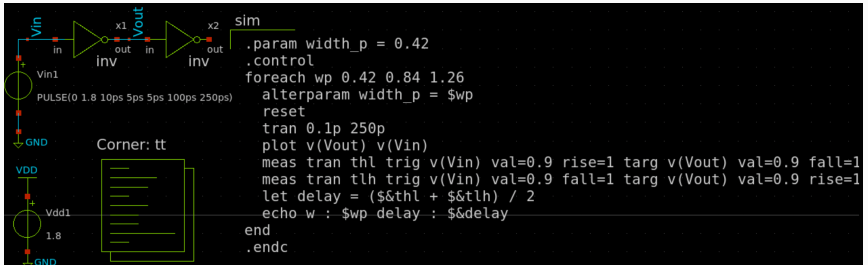 Vin
x1
Vout
x2
in
out
in
out
inv
inv
Vin1
PULSE(0 1.8 10ps 5ps 5ps 100ps 250ps)
GND
Corner: tt
VDD
Vdd1
1.8
GND
sim
.param width_p = 0.42
.control
foreach wp 0.42 0.84 1.26
alterparam width_p = $wp
reset
tran 0.1p 250p
plot v(Vout) v(Vin)
meas tran thl trig v(Vin) val=0.9 rise=1 targ v(Vout) val=0.9 fall=1
meas tran tlh trig v(Vin) val=0.9 fall=1 targ v(Vout) val=0.9 rise=1
let delay = ($&thl + $&tlh) / 2
echo w : $wp delay : $&delay
end
.endc